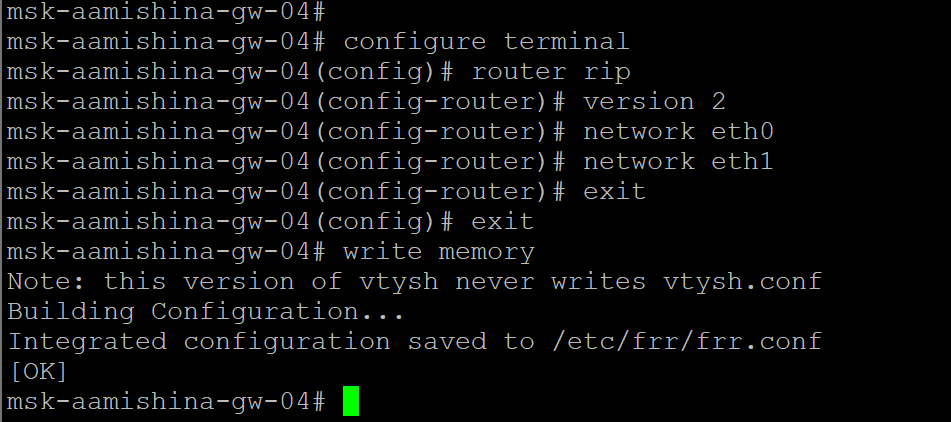 msk-aamishina-gw-04#
msk-aamishina-gw-04# configure terminal
msk-aamishina-gw-04(config)# router rip
msk-aamishina-gw-04(config-router)# version 2
msk-aamishina-gw-04(config-router)# network eth0
msk-aamishina-gw-04(config-router)# network eth1
msk-aamishina-gw-04(config-router)# exit
msk-aamishina-gw-04(config)# exit
msk-aamishina-gw-04# write memory
Note: this version of vtysh never writes vtysh.conf
Building Configuration...
Integrated configuration saved to /etc/frr/frr.conf
[OK]
msk-aamishina-gw-04#